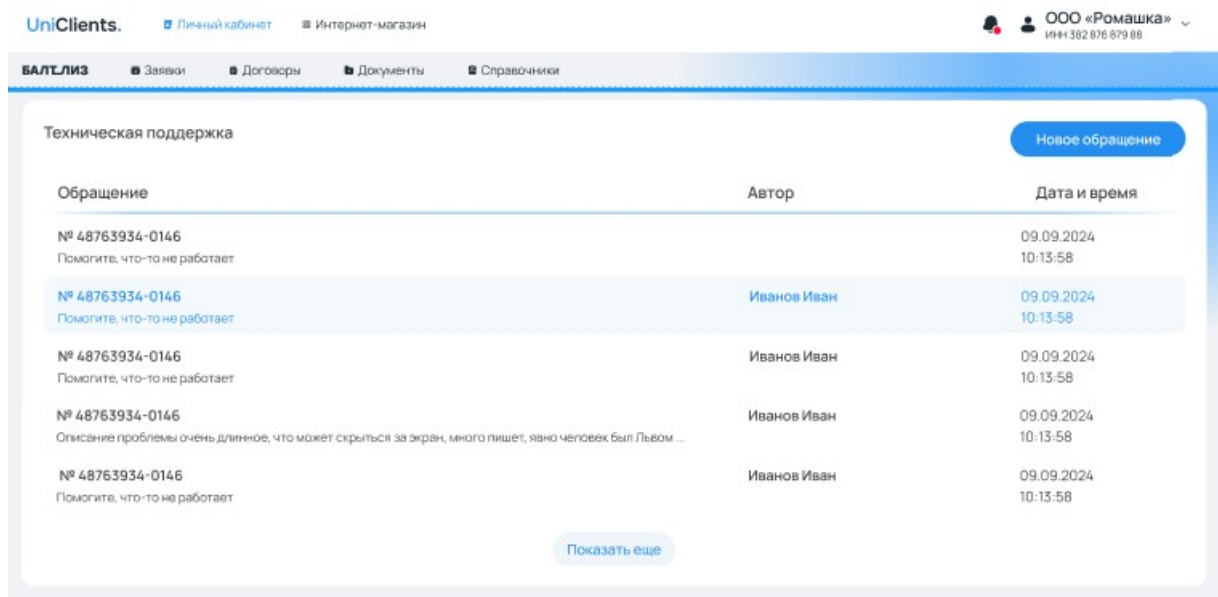 UniClients. Личный кабинет Интернет-магазин ООО «Ромашка»
ИНН 382 876 879 88
БАЛТ_ЛИЗ Заявки Договоры Документы Справочники
Техническая поддержка Новое обращение
Обращение Автор Дата и время
№ 48763934-0146 09.09.2024
Помогите, что-то не работает 10:13:58
№ 48763934-0146 Иванов Иван 09.09.2024
Помогите, что-то не работает 10:13:58
№ 48763934-0146 Иванов Иван 09.09.2024
Помогите, что-то не работает 10:13:58
№ 48763934-0146 Иванов Иван 09.09.2024
Описание проблемы очень длинное, что может скрыться за экран, много пишет, явно человек был Львом ... 10:13:58
№ 48763934-0146 Иванов Иван 09.09.2024
Помогите, что-то не работает 10:13:58
Показать еще